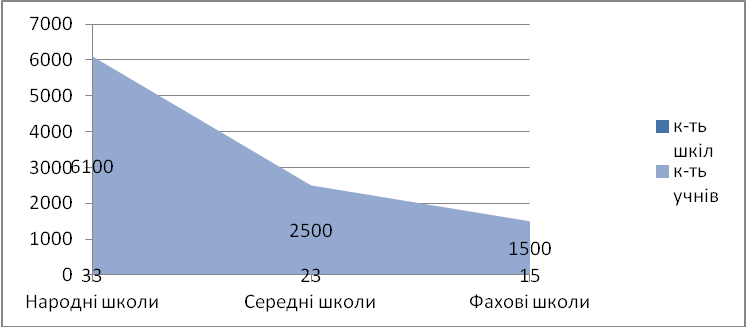 7000
6000
5000
4000
3000
2000
1000
0
6100
2500
1500
33
23
15
Народні школи
Середні школи
Фахові школи
к-ть
шкіл
к-ть
учнів